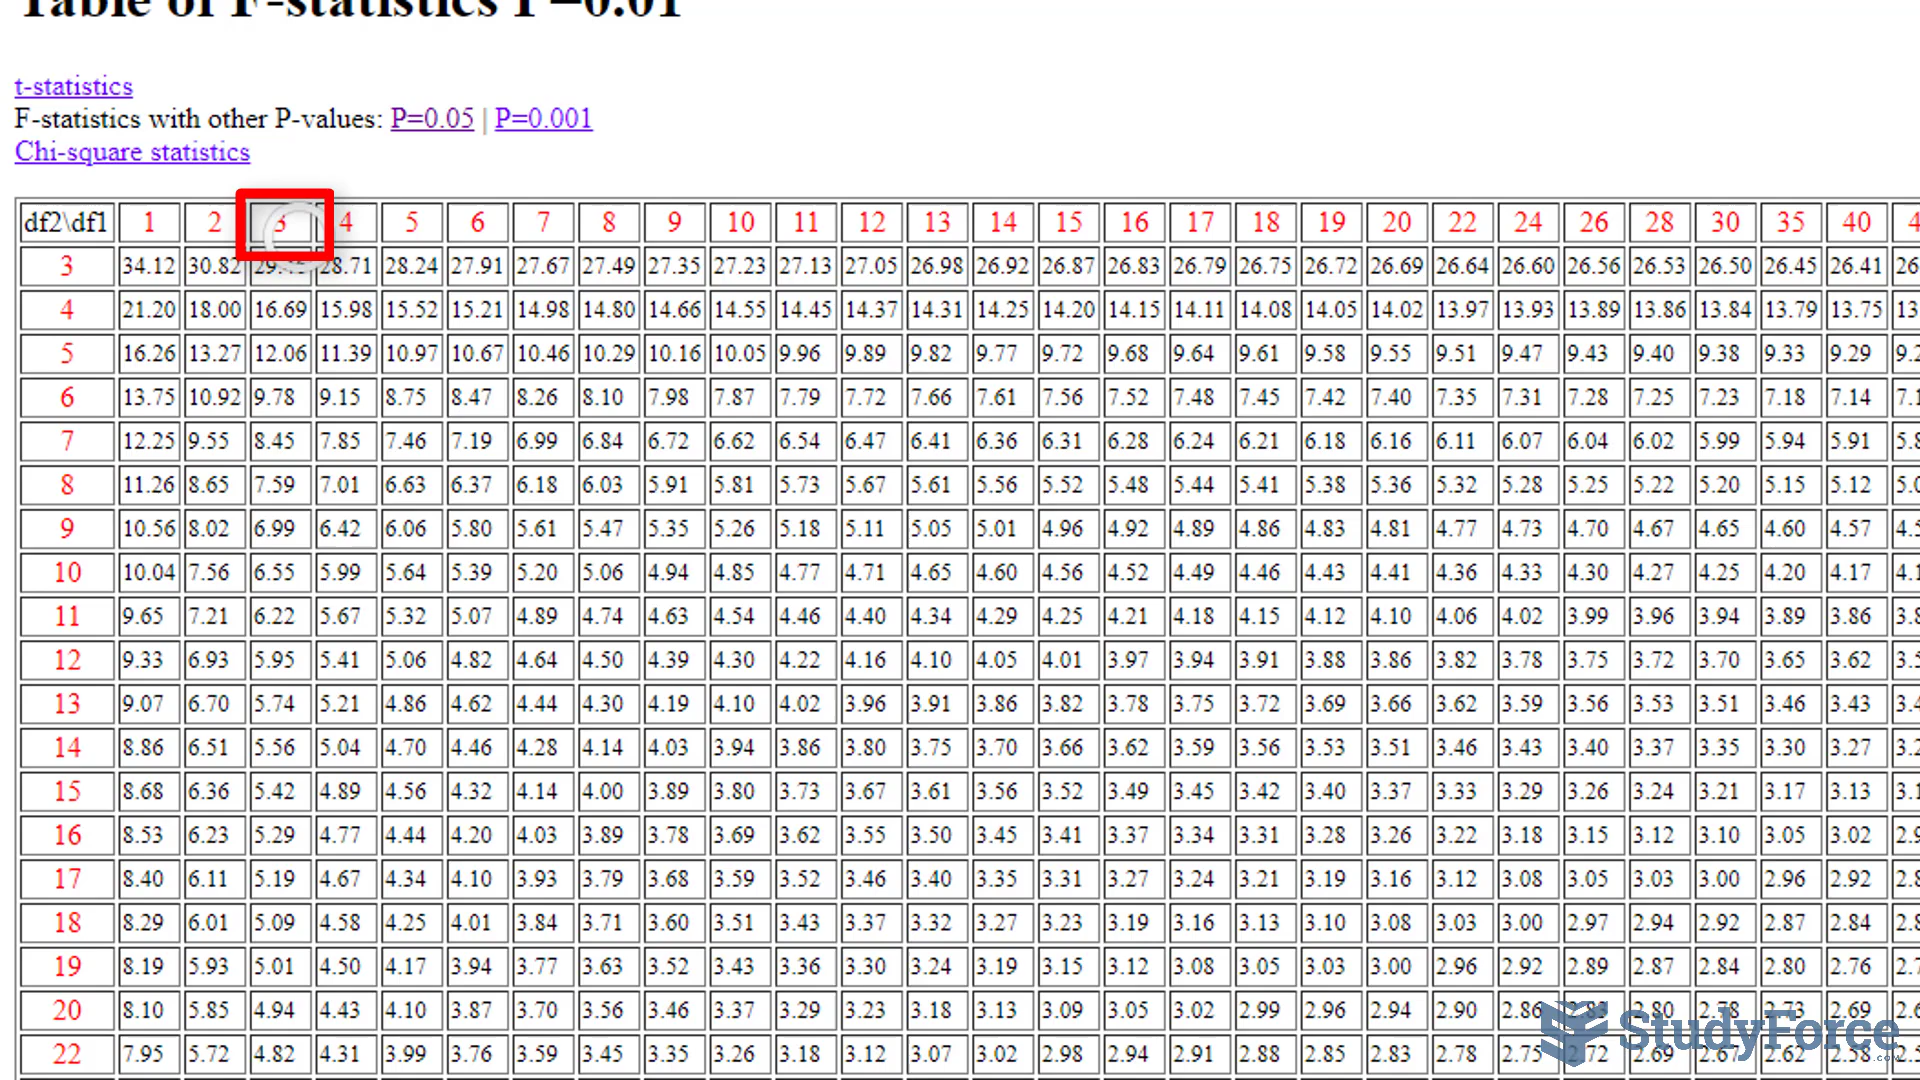 Table of F-statistics P=0.01
t-statistics
F-statistics with other P-values: P=0.05 | P=0.001
Chi-square statistics
df2\df1 1 2 3 4 5 6 7 8 9 10 11 12 13 14 15 16 17 18 19 20 22 24 26 28 30 35 40
3 34.12 30.82 28.71 28.24 27.91 27.67 27.49 27.35 27.23 27.13 27.05 26.98 26.92 26.87 26.83 26.79 26.75 26.72 26.69 26.64 26.60 26.56 26.53 26.50 26.45 26.41
4 21.20 18.00 16.69 15.98 15.52 15.21 14.98 14.80 14.66 14.55 14.45 14.37 14.31 14.25 14.20 14.15 14.11 14.08 14.05 14.02 13.97 13.93 13.89 13.86 13.84 13.79 13.75
5 16.26 13.27 12.06 11.39 10.97 10.67 10.46 10.29 10.16 10.05 9.96 9.89 9.82 9.77 9.72 9.68 9.64 9.61 9.58 9.55 9.51 9.47 9.43 9.40 9.38 9.33 9.29
6 13.75 10.92 9.78 9.15 8.75 8.47 8.26 8.10 7.98 7.87 7.79 7.72 7.66 7.61 7.56 7.52 7.48 7.45 7.42 7.40 7.35 7.31 7.28 7.25 7.23 7.18 7.14
7 12.25 9.55 8.45 7.85 7.46 7.19 6.99 6.84 6.72 6.62 6.54 6.47 6.41 6.36 6.31 6.28 6.24 6.21 6.18 6.16 6.11 6.07 6.04 6.02 5.99 5.94 5.91
8 11.26 8.65 7.59 7.01 6.63 6.37 6.18 6.03 5.91 5.81 5.73 5.67 5.61 5.56 5.52 5.48 5.44 5.41 5.38 5.36 5.32 5.28 5.25 5.22 5.20 5.15 5.12
9 10.56 8.02 6.99 6.42 6.06 5.80 5.61 5.47 5.35 5.26 5.18 5.11 5.05 5.01 4.96 4.92 4.89 4.86 4.83 4.81 4.77 4.73 4.70 4.67 4.65 4.60 4.57
10 10.04 7.56 6.55 5.99 5.64 5.39 5.20 5.06 4.94 4.85 4.77 4.71 4.65 4.60 4.56 4.52 4.49 4.46 4.43 4.41 4.36 4.33 4.30 4.27 4.25 4.20 4.17
11 9.65 7.21 6.22 5.67 5.32 5.07 4.89 4.74 4.63 4.54 4.46 4.40 4.34 4.29 4.25 4.21 4.18 4.15 4.12 4.10 4.06 4.02 3.99 3.96 3.94 3.89 3.86
12 9.33 6.93 5.95 5.41 5.06 4.82 4.64 4.50 4.39 4.30 4.22 4.16 4.10 4.05 4.01 3.97 3.94 3.91 3.88 3.86 3.82 3.78 3.75 3.72 3.70 3.65 3.62
13 9.07 6.70 5.74 5.21 4.86 4.62 4.44 4.30 4.19 4.10 4.02 3.96 3.91 3.86 3.82 3.78 3.75 3.72 3.69 3.66 3.62 3.59 3.56 3.53 3.51 3.46 3.43
14 8.86 6.51 5.56 5.04 4.70 4.46 4.28 4.14 4.03 3.94 3.86 3.80 3.75 3.70 3.66 3.62 3.59 3.56 3.53 3.51 3.46 3.43 3.40 3.37 3.35 3.30 3.27
15 8.68 6.36 5.42 4.89 4.56 4.32 4.14 4.00 3.89 3.80 3.73 3.67 3.61 3.56 3.52 3.49 3.45 3.42 3.40 3.37 3.33 3.29 3.26 3.24 3.21 3.17 3.13
16 8.53 6.23 5.29 4.77 4.44 4.20 4.03 3.89 3.78 3.69 3.62 3.55 3.50 3.45 3.41 3.37 3.34 3.31 3.28 3.26 3.22 3.18 3.15 3.12 3.10 3.05 3.02
17 8.40 6.11 5.19 4.67 4.34 4.10 3.93 3.79 3.68 3.59 3.52 3.46 3.40 3.35 3.31 3.27 3.24 3.21 3.19 3.16 3.12 3.08 3.05 3.03 3.00 2.96 2.92
18 8.29 6.01 5.09 4.58 4.25 4.01 3.84 3.71 3.60 3.51 3.43 3.37 3.32 3.27 3.23 3.19 3.16 3.13 3.10 3.08 3.03 3.00 2.97 2.94 2.92 2.87 2.84
19 8.19 5.93 5.01 4.50 4.17 3.94 3.77 3.63 3.52 3.43 3.36 3.30 3.24 3.19 3.15 3.12 3.08 3.05 3.03 3.00 2.96 2.92 2.89 2.87 2.84 2.80 2.76
20 8.10 5.85 4.94 4.43 4.10 3.87 3.70 3.56 3.46 3.37 3.29 3.23 3.18 3.13 3.09 3.05 3.02 2.99 2.96 2.94 2.90 2.86 2.83 2.80 2.78 2.73 2.69
22 7.95 5.72 4.82 4.31 3.99 3.76 3.59 3.45 3.35 3.26 3.18 3.12 3.07 3.02 2.98 2.94 2.91 2.88 2.85 2.83 2.78 2.75 2.72 2.69 2.67 2.62 2.58
StudyForce
.COM